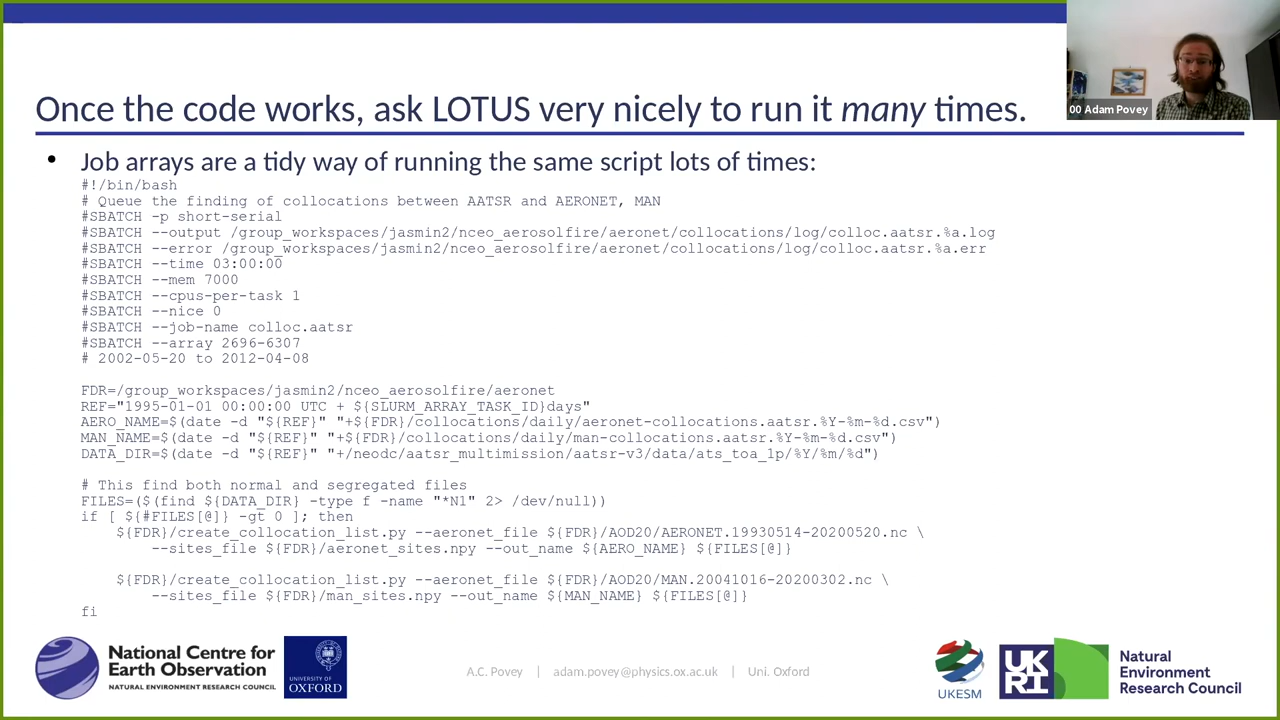 00 Adam Povey
Once the code works, ask LOTUS very nicely to run it many times.
• Job arrays are a tidy way of running the same script lots of times:
#!/bin/bash
# Queue the finding of collocations between AATSR and AERONET, MAN
#SBATCH -p short-serial
#SBATCH --output /group_workspaces/jasmin2/nceo_aerosolfire/aeronet/collocations/log/colloc.aatsr.%a.log
#SBATCH --error /group_workspaces/jasmin2/nceo_aerosolfire/aeronet/collocations/log/colloc.aatsr.%a.err
#SBATCH --time 03:00:00
#SBATCH --mem 7000
#SBATCH --cpus-per-task 1
#SBATCH --nice 0
#SBATCH --job-name colloc.aatsr
#SBATCH --array 2696-6307
# 2002-05-20 to 2012-04-08
FDR=/group_workspaces/jasmin2/nceo_aerosolfire/aeronet
REF="1995-01-01 00:00:00 UTC + ${SLURM_ARRAY_TASK_ID}days"
AERO_NAME=$(date -d "${REF}" "+${FDR}/collocations/daily/aeronet-collocations.aatsr.%Y-%m-%d.csv")
MAN_NAME=$(date -d "${REF}" "+${FDR}/collocations/daily/man-collocations.aatsr.%Y-%m-%d.csv")
DATA_DIR=$(date -d "${REF}" "+/neodc/aatsr_multimission/aatsr-v3/data/ats_toa_1p/%Y/%m/%d")
# This find both normal and segregated files
FILES=($(find ${DATA_DIR} -type f -name "*N1" 2> /dev/null))
if [ ${#FILES[@]} -gt 0 ]; then
${FDR}/create_collocation_list.py --aeronet_file ${FDR}/AOD20/AERONET.19930514-20200520.nc \
--sites_file ${FDR}/aeronet_sites.npy --out_name ${AERO_NAME} ${FILES[@]}
${FDR}/create_collocation_list.py --aeronet_file ${FDR}/AOD20/MAN.20041016-20200302.nc \
--sites_file ${FDR}/man_sites.npy --out_name ${MAN_NAME} ${FILES[@]}
fi
National Centre for
Earth Observation
NATURAL ENVIRONMENT RESEARCH COUNCIL
UNIVERSITY OF
OXFORD
A.C. Povey | adam.povey@physics.ox.ac.uk | Uni. Oxford
UKESM
UK
RI
Natural
Environment
Research Council